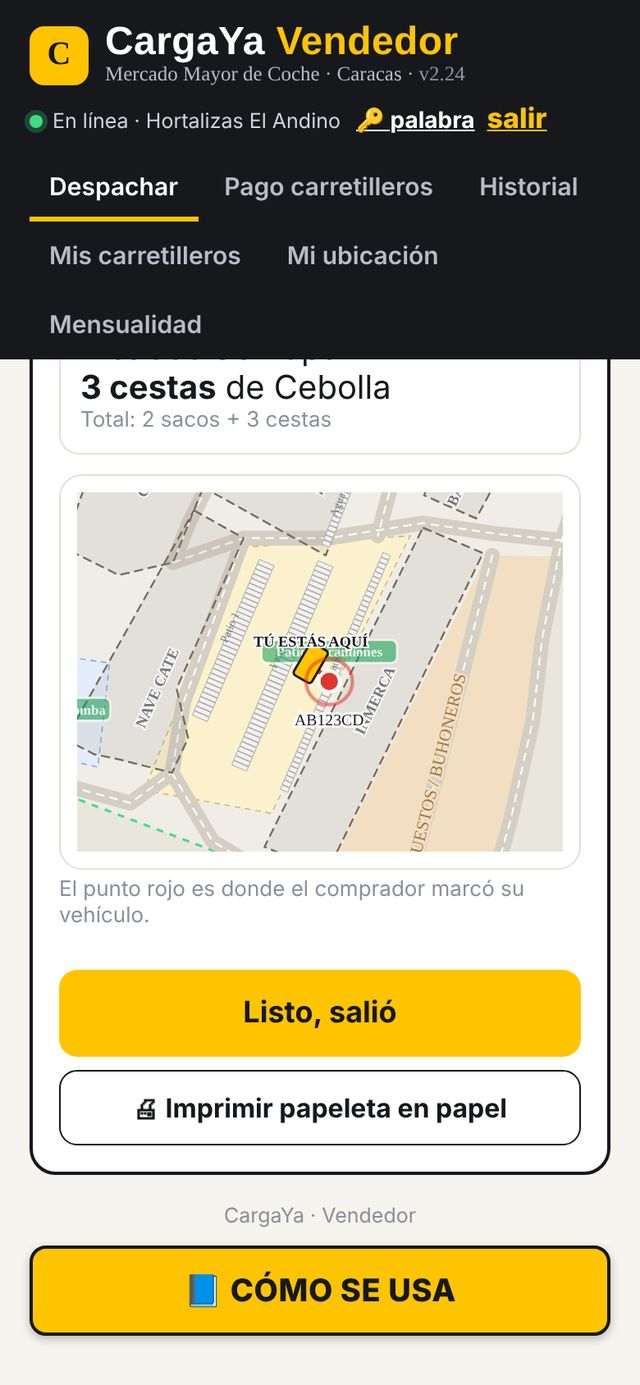 C
CargaYa Vendedor
Mercado Mayor de Coche · Caracas · v2.24
En línea · Hortalizas El Andino 🔑 palabra salir
Despachar Pago carretilleros Historial
Mis carretilleros Mi ubicación
Mensualidad
3 cestas de Cebolla
Total: 2 sacos + 3 cestas
Patio 1
TÚ ESTÁS AQUÍ
NAVE CATE
AB123CD
El punto rojo es donde el comprador marcó su
vehículo.
Listo, salió
🖨 Imprimir papeleta en papel
CargaYa · Vendedor
📘 CÓMO SE USA